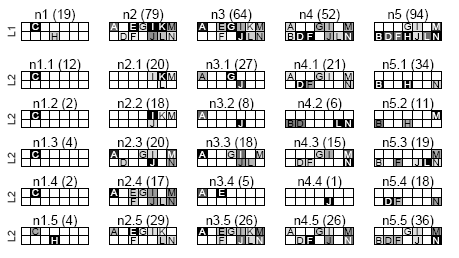 L1 n1 (19) n2 (79) n3 (64) n4 (52) n5 (94)
C A E G I K M A E G I K M A G I M G I M
H D F J L N F J L N B D F J L N B D F H J L N
L2 n1.1 (12) n2.1 (20) n3.1 (27) n4.1 (21) n5.1 (34)
C I K M A G A G I M M
L J D F B H N
L2 n1.2 (2) n2.2 (18) n3.2 (8) n4.2 (6) n5.2 (11)
C I K M A M
J J B D L N B H
L2 n1.3 (4) n2.3 (20) n3.3 (18) n4.3 (15) n5.3 (19)
C A E G I K M A G I K M G I M G I M
D J N J L N D F N B F J L N
L2 n1.4 (2) n2.4 (17) n3.4 (5) n4.4 (1) n5.4 (18)
C A E G I K M A E G I M
J L N J D F N
L2 n1.5 (4) n2.5 (29) n3.5 (26) n4.5 (26) n5.5 (36)
C A E G I K M A E G I K M A G I M G I M
H L N F J L N D F J N B D F J L N